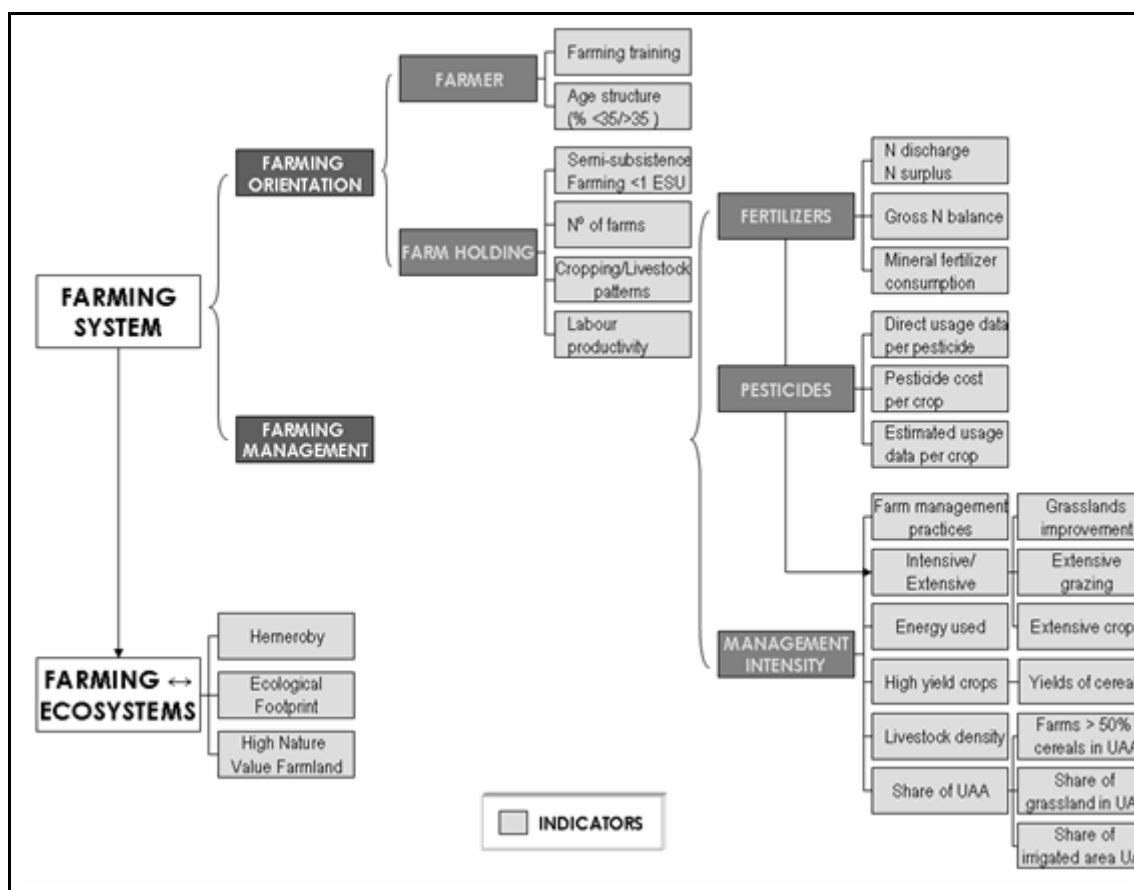 FARMING
SYSTEM
FARMING
ORIENTATION
FARMER
Farming training
Age structure
(% <35/>35 )
FARM HOLDING
Semi-subsistence
Farming <1 ESU
Nº of farms
Cropping/Livestock
patterns
Labour
productivity
FARMING
MANAGEMENT
FERTILIZERS
N discharge
N surplus
Gross N balance
Mineral fertilizer
consumption
PESTICIDES
Direct usage data
per pesticide
Pesticide cost
per crop
Estimated usage
data per crop
MANAGEMENT
INTENSITY
Farm management
practices
Intensive/
Extensive
Grasslands
improvement
Extensive
grazing
Extensive crop
Energy used
High yield crops
Yields of cereal
Livestock density
Share of UAA
Farms > 50%
cereals in UAA
Share of
grassland in UA
Share of
irrigated area U
FARMING ↔
ECOSYSTEMS
Hemeroby
Ecological
Footprint
High Nature
Value Farmland
INDICATORS